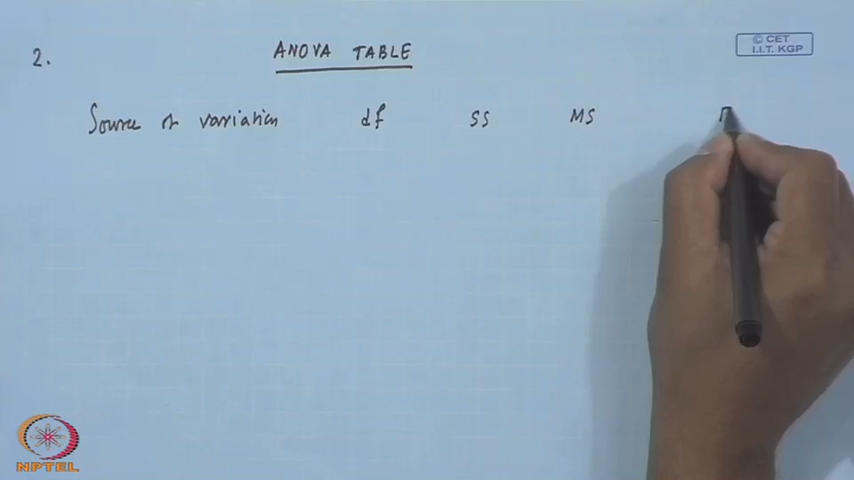 © CET
I.I.T. KGP
2. ANOVA TABLE
Source of variation df SS MS
NPTEL